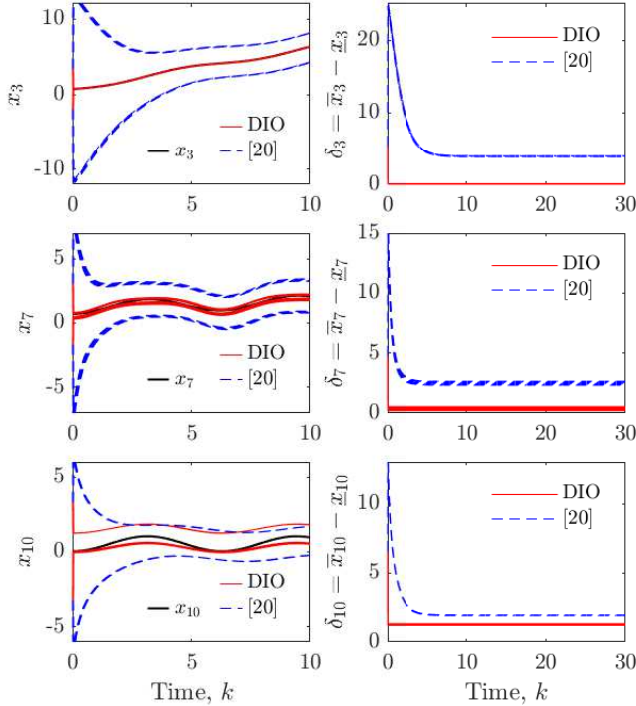 10
0
-10
x₃
DIO
x₃ [20]
0 5 10
20
10
0
δ₃ = x̅₃ − x̲₃
DIO
[20]
0 10 20 30
5
0
-5
x₇
DIO
x₇ [20]
0 5 10
15
10
5
0
δ₇ = x̅₇ − x̲₇
DIO
[20]
0 10 20 30
5
0
-5
x₁₀
DIO
x₁₀ [20]
0 5 10
Time, k
10
5
0
δ₁₀ = x̅₁₀ − x̲₁₀
DIO
[20]
0 10 20 30
Time, k